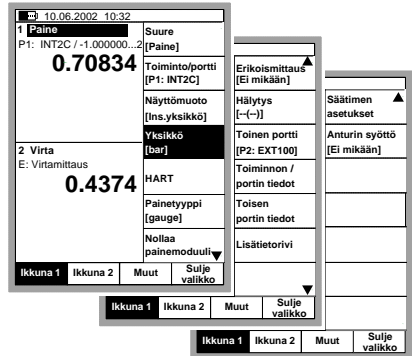 10.06.2002 10:32
1 Paine
P1: INT2C / -1.000000...2
0.70834
2 Virta
E: Virtamittaus
0.4374
Suure
[Paine]
Toiminto/portti
[P1: INT2C]
Näyttömuoto
[Ins.yksikkö]
Yksikkö
[bar]
HART
Painetyyppi
[gauge]
Nollaa
painemoduuli
Ikkuna 1 Ikkuna 2 Muut Sulje
valikko
Erikoismittaus
[Ei mikään]
Hälytys
[--(--)]
Toinen portti
[P2: EXT100]
Toiminnon /
portin tiedot
Toisen
portin tiedot
Lisätietorivi
Ikkuna 1 Ikkuna 2 Muut Sulje
valikko
Säätimen
asetukset
Anturin syöttö
[Ei mikään]
Ikkuna 1 Ikkuna 2 Muut Sulje
valikko